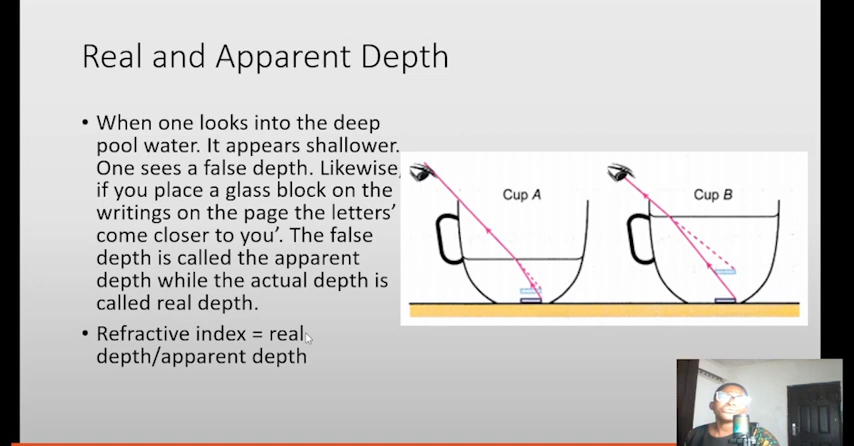 Real and Apparent Depth
• When one looks into the deep
pool water. It appears shallower.
One sees a false depth. Likewise,
if you place a glass block on the
writings on the page the letters’
come closer to you’. The false
depth is called the apparent
depth while the actual depth is
called real depth.
• Refractive index = real
depth/apparent depth
Cup A
Cup B